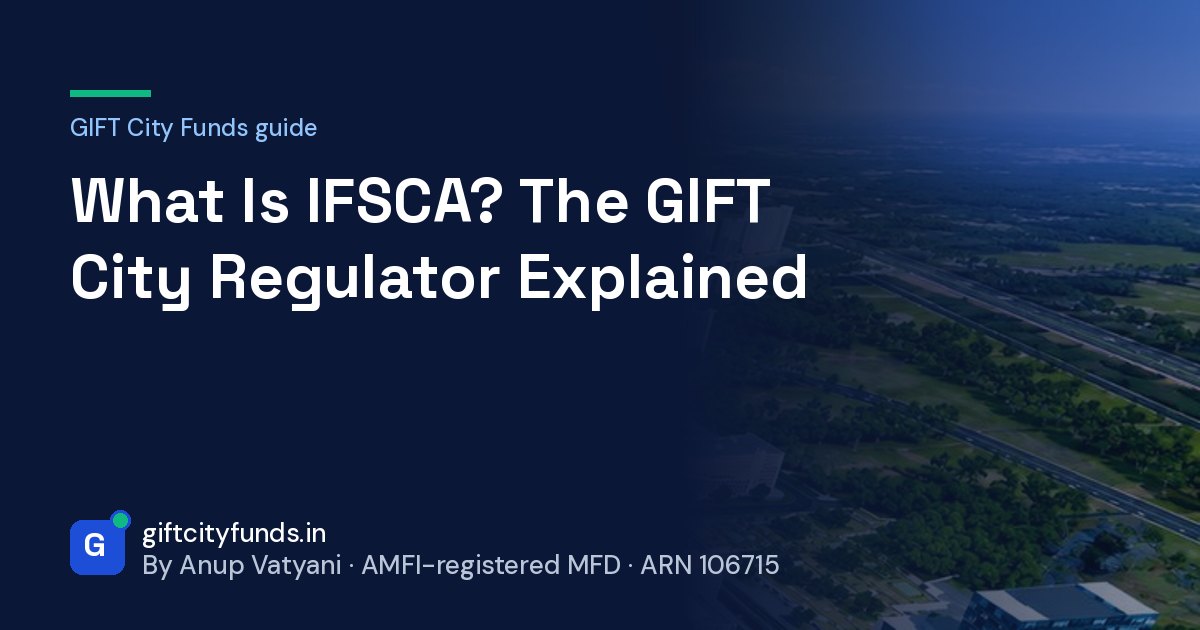 GIFT City Funds guide
What Is IFSCA? The GIFT
City Regulator Explained
G
giftcityfunds.in
By Anup Vatyani · AMFI-registered MFD · ARN 106715